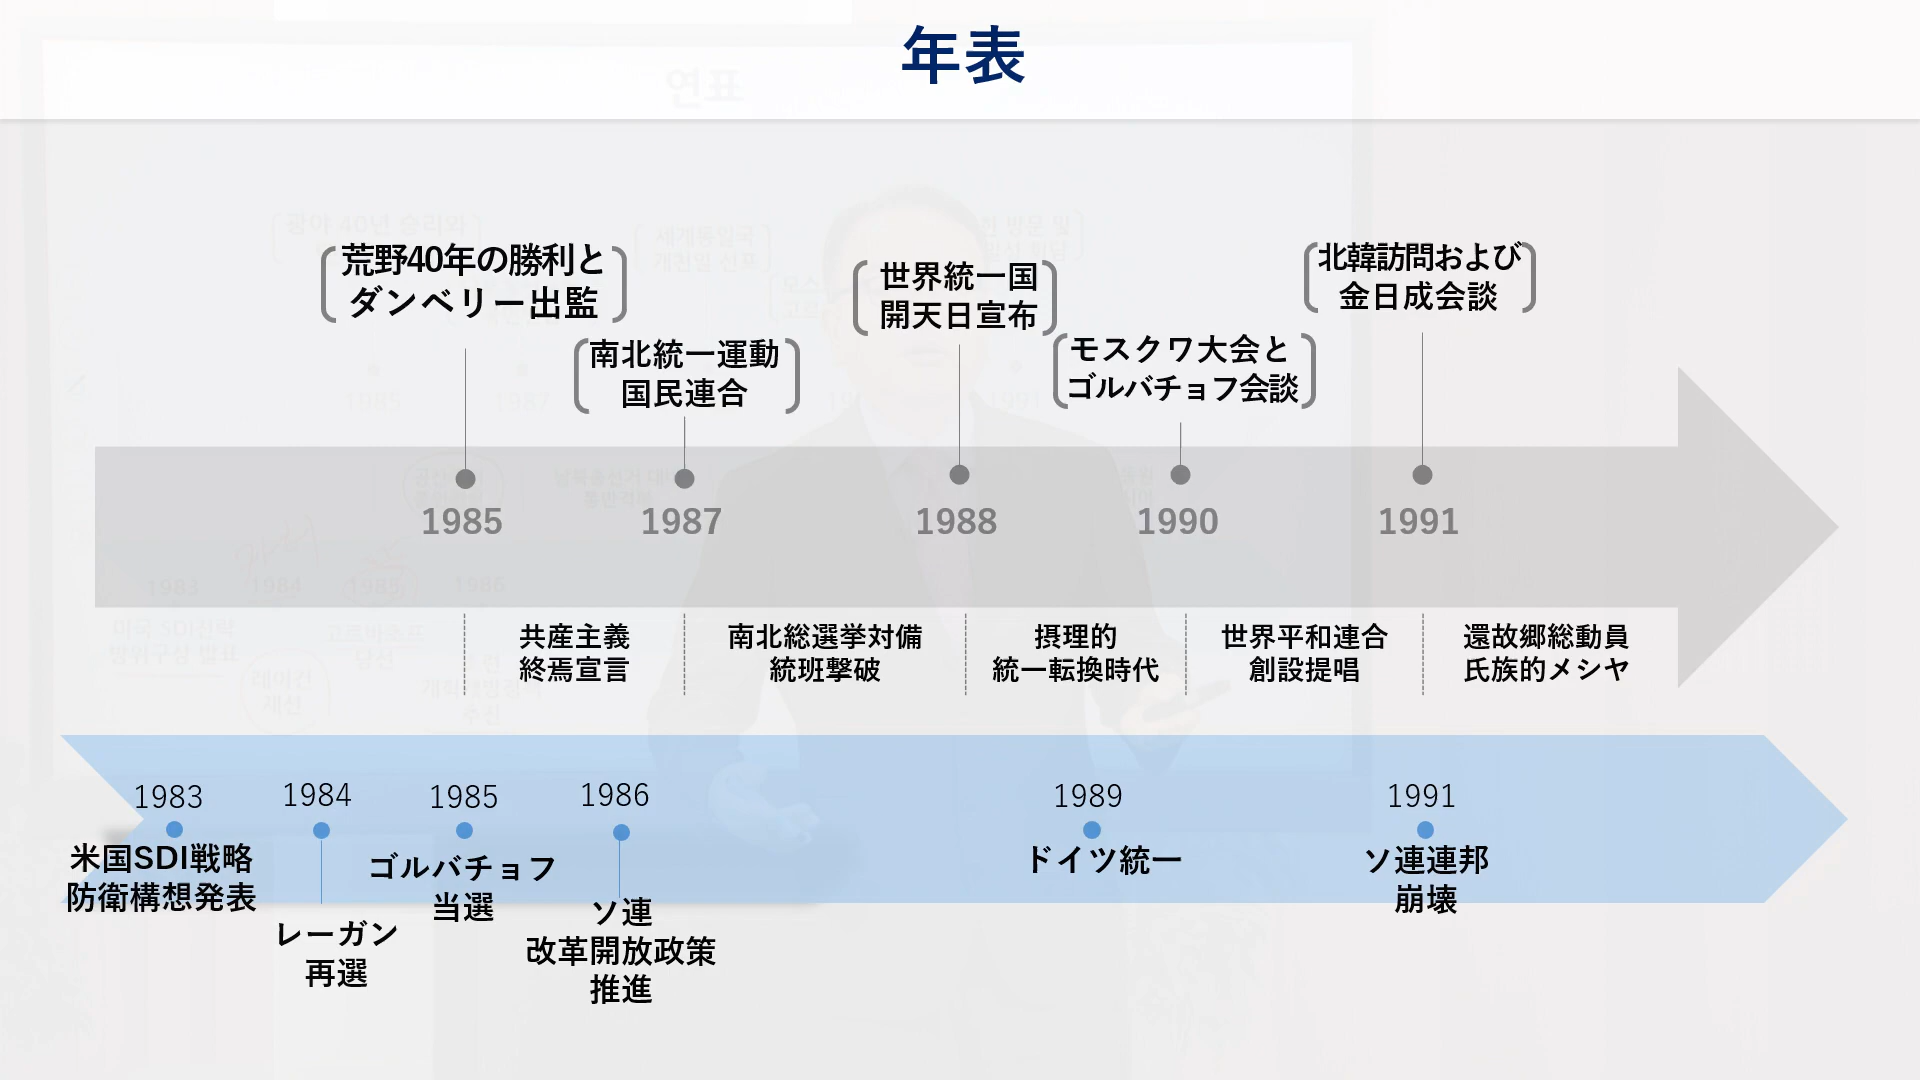 年表
연표
荒野40年の勝利と
ダンベリー出監
南北統一運動
国民連合
世界統一国
開天日宣布
モスクワ大会と
ゴルバチョフ会談
北韓訪問および
金日成会談
1985
1987
1988
1990
1991
共産主義
終焉宣言
南北総選挙対備
統班撃破
摂理的
統一転換時代
世界平和連合
創設提唱
還故郷総動員
氏族的メシヤ
1983
1984
1985
1986
1989
1991
米国SDI戦略
防衛構想発表
レーガン
再選
ゴルバチョフ
当選
ソ連
改革開放政策
推進
ドイツ統一
ソ連連邦
崩壊